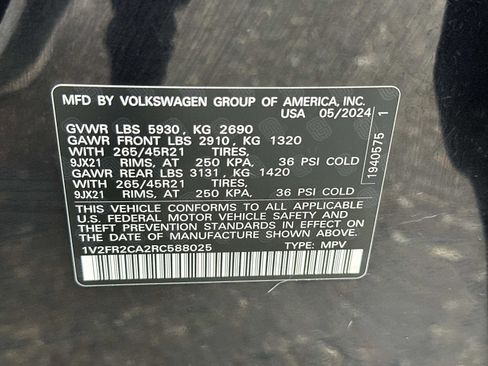 MFD BY VOLKSWAGEN GROUP OF AMERICA, INC.
USA 05/2024
GVWR LBS 5930, KG 2690
GAWR FRONT LBS 2910, KG 1320
WITH 265/45R21 TIRES,
9JX21 RIMS, AT 250 KPA. 36 PSI COLD
GAWR REAR LBS 3131, KG 1420
WITH 265/45R21 TIRES,
9JX21 RIMS, AT 250 KPA. 36 PSI COLD
THIS VEHICLE CONFORMS TO ALL APPLICABLE
U.S. FEDERAL MOTOR VEHICLE SAFETY AND
THEFT PREVENTION STANDARDS IN EFFECT ON
THE DATE OF MANUFACTURE SHOWN ABOVE.
1V2FR2CA2RC588025 TYPE: MPV
1940575 1